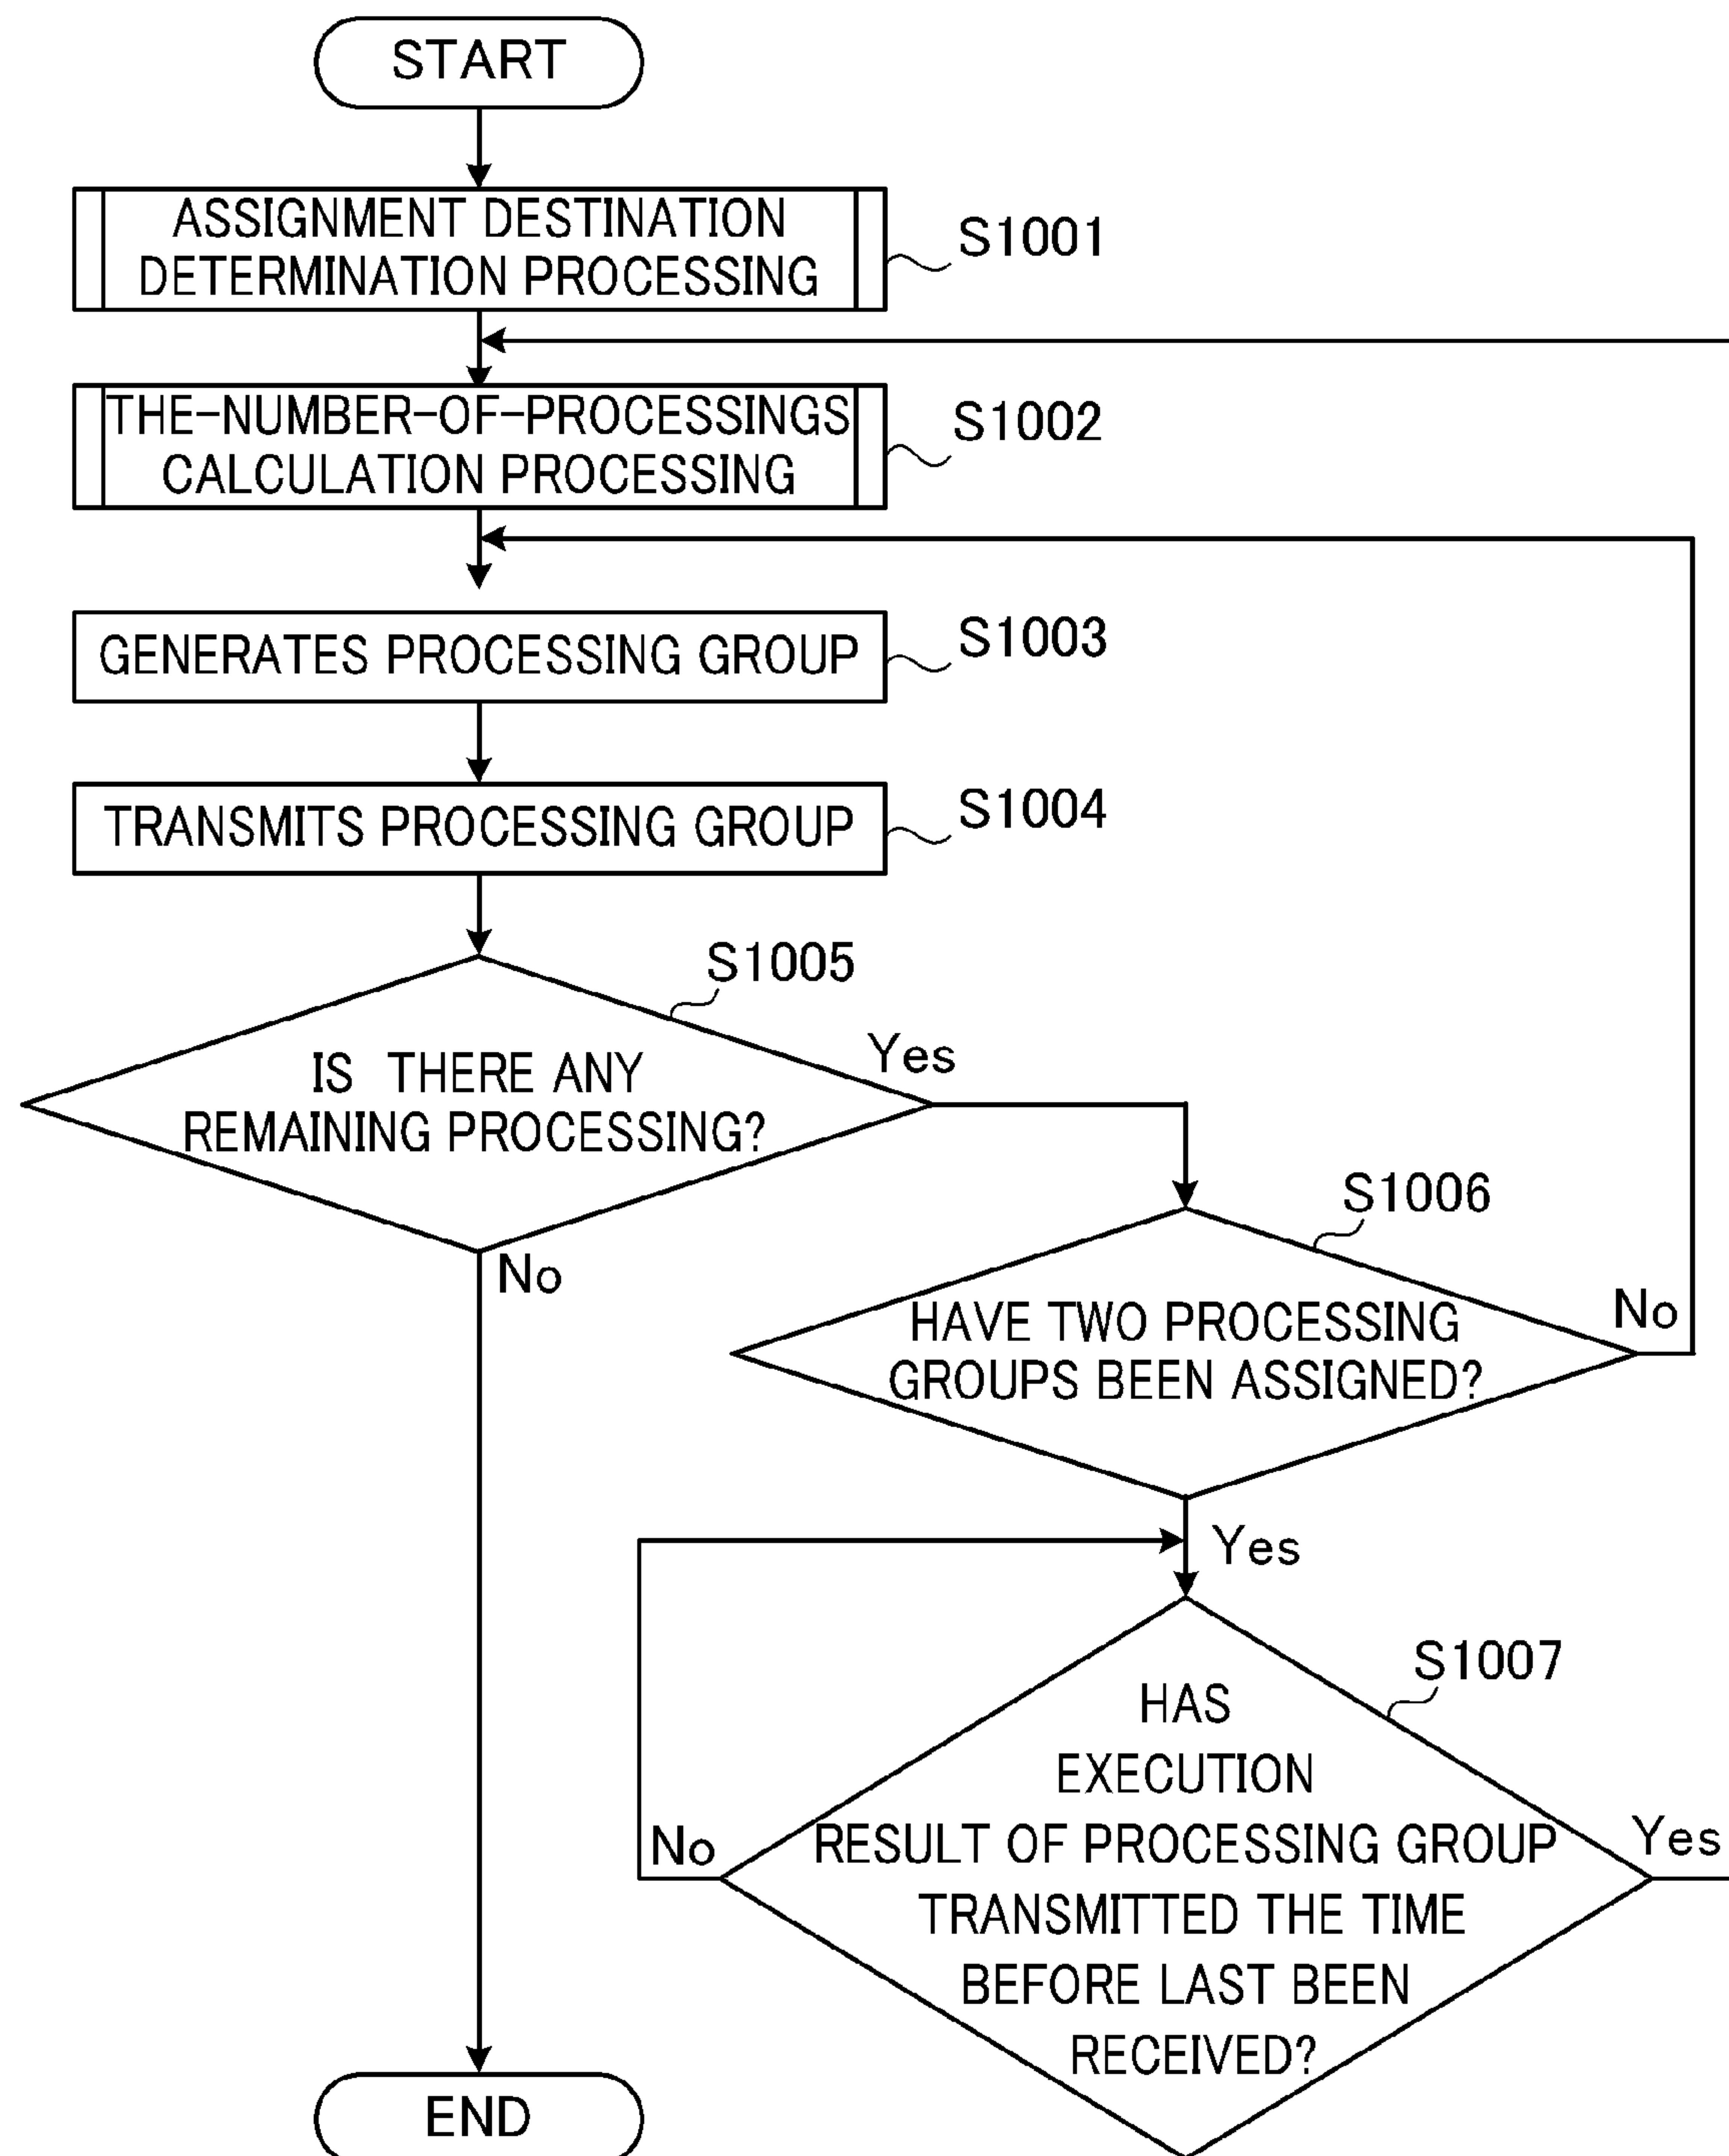 START
ASSIGNMENT DESTINATION
DETERMINATION PROCESSING
S1001
THE-NUMBER-OF-PROCESSINGS
CALCULATION PROCESSING
S1002
GENERATES PROCESSING GROUP
S1003
TRANSMITS PROCESSING GROUP
S1004
S1005
IS THERE ANY
REMAINING PROCESSING?
Yes
No
S1006
HAVE TWO PROCESSING
GROUPS BEEN ASSIGNED?
No
Yes
S1007
HAS
EXECUTION
RESULT OF PROCESSING GROUP
TRANSMITTED THE TIME
BEFORE LAST BEEN
RECEIVED?
No
Yes
END